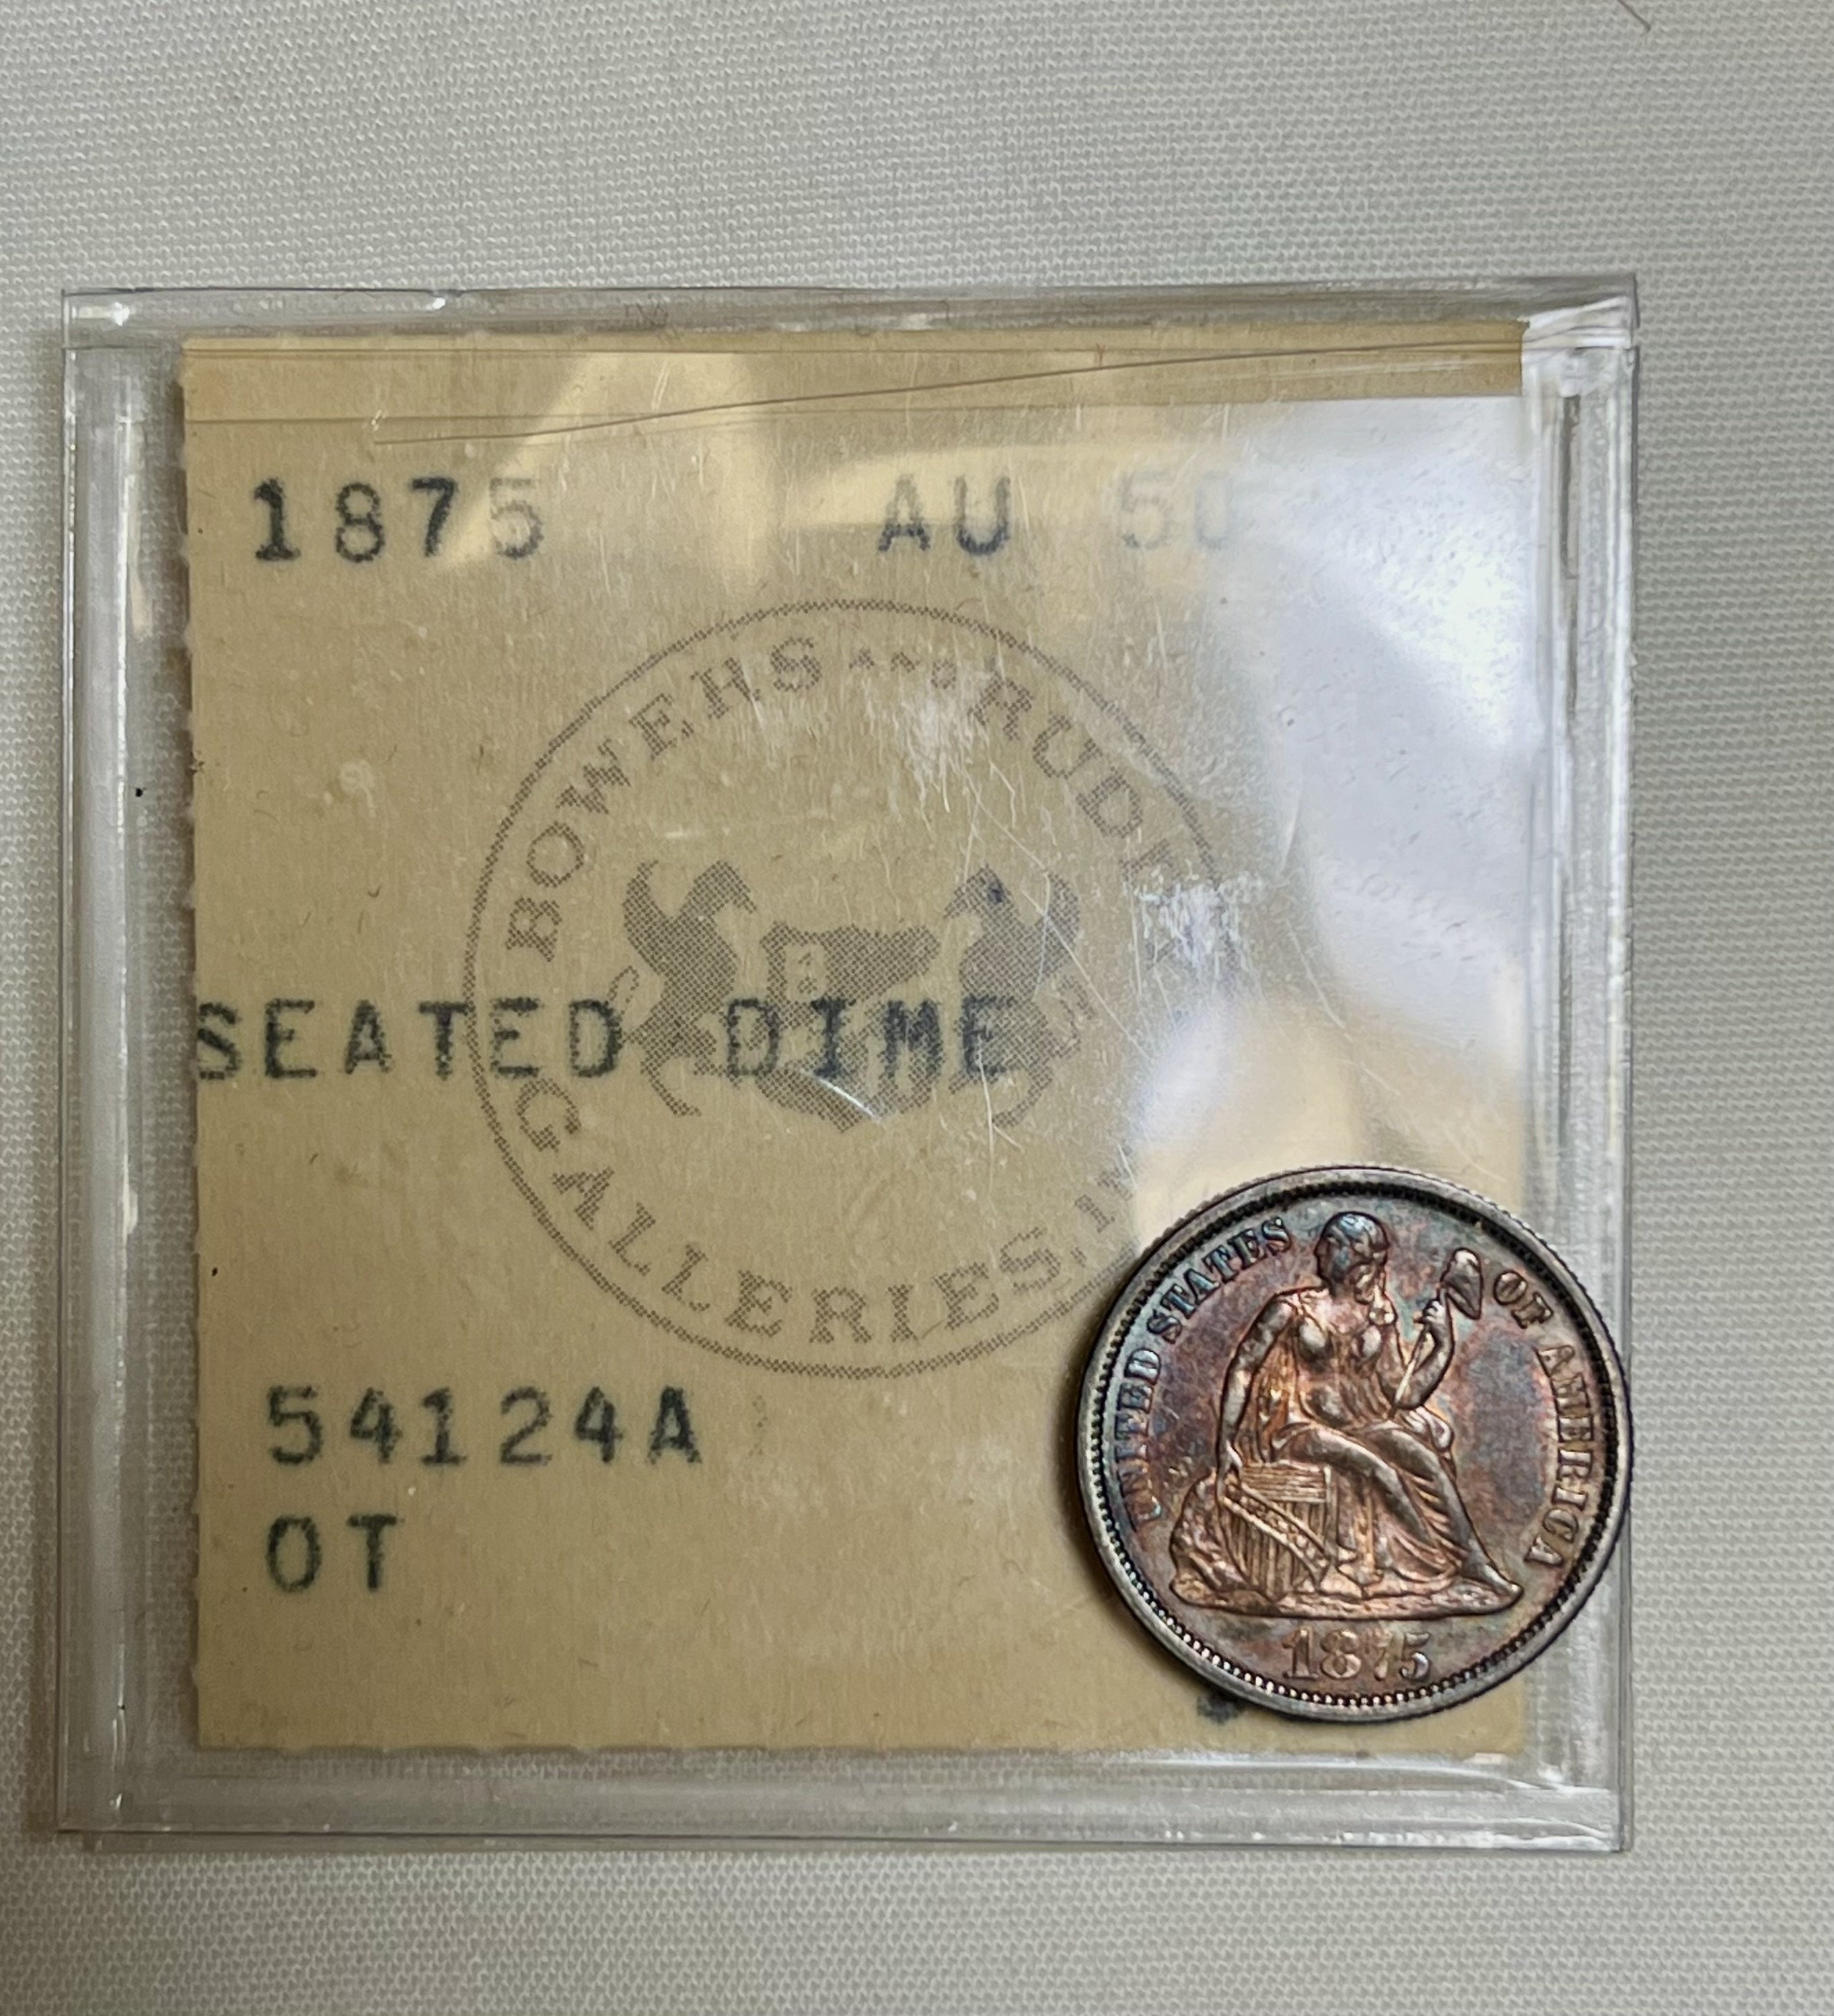 1875 AU 50
BOWERS AND RUDDY
GALLERIES, INC.
SEATED DIME
54124A
OT
UNITED STATES OF AMERICA
1875